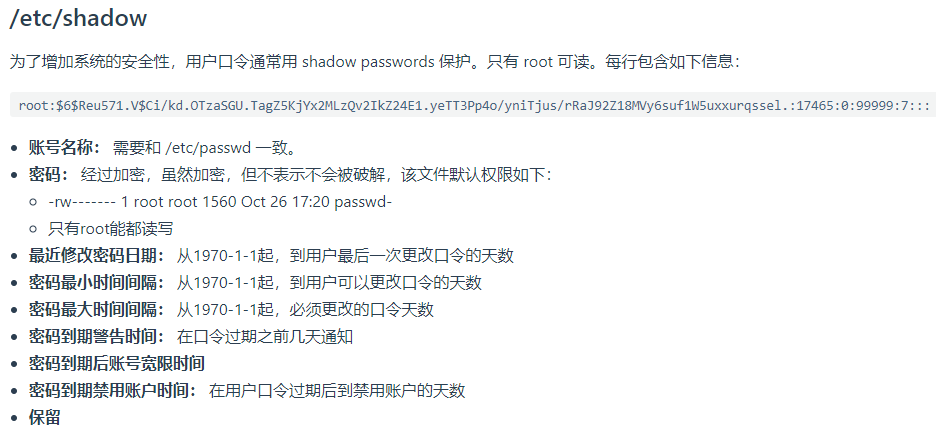 /etc/shadow
为了增加系统的安全性，用户口令通常用 shadow passwords 保护。只有 root 可读。每行包含如下信息：
root:$6$Reu571.V$Ci/kd.OTzaSGU.TagZ5KjYx2MLzQv2IkZ24E1.yeTT3Pp4o/yniTjus/rRaJ92Z18MVy6suf1W5uxxurqssel.:17465:0:99999:7:::
账号名称： 需要和 /etc/passwd 一致。
密码： 经过加密，虽然加密，但不表示不会被破解，该文件默认权限如下：
-rw------- 1 root root 1560 Oct 26 17:20 passwd-
只有root能都读写
最近修改密码日期： 从1970-1-1起，到用户最后一次更改口令的天数
密码最小时间间隔： 从1970-1-1起，到用户可以更改口令的天数
密码最大时间间隔： 从1970-1-1起，必须更改的口令天数
密码到期警告时间： 在口令过期之前几天通知
密码到期后账号宽限时间
密码到期禁用账户时间： 在用户口令过期后到禁用账户的天数
保留